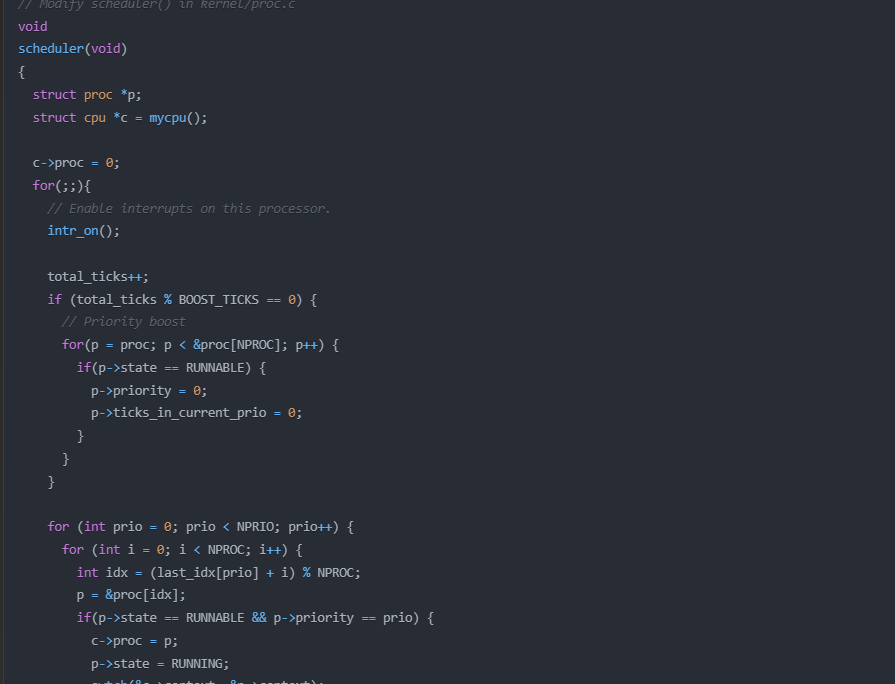 // Modify scheduler() in kernel/proc.c
void
scheduler(void)
{
  struct proc *p;
  struct cpu *c = mycpu();

  c->proc = 0;
  for(;;){
    // Enable interrupts on this processor.
    intr_on();

    total_ticks++;
    if (total_ticks % BOOST_TICKS == 0) {
      // Priority boost
      for(p = proc; p < &proc[NPROC]; p++) {
        if(p->state == RUNNABLE) {
          p->priority = 0;
          p->ticks_in_current_prio = 0;
        }
      }
    }

    for (int prio = 0; prio < NPRIO; prio++) {
      for (int i = 0; i < NPROC; i++) {
        int idx = (last_idx[prio] + i) % NPROC;
        p = &proc[idx];
        if(p->state == RUNNABLE && p->priority == prio) {
          c->proc = p;
          p->state = RUNNING;